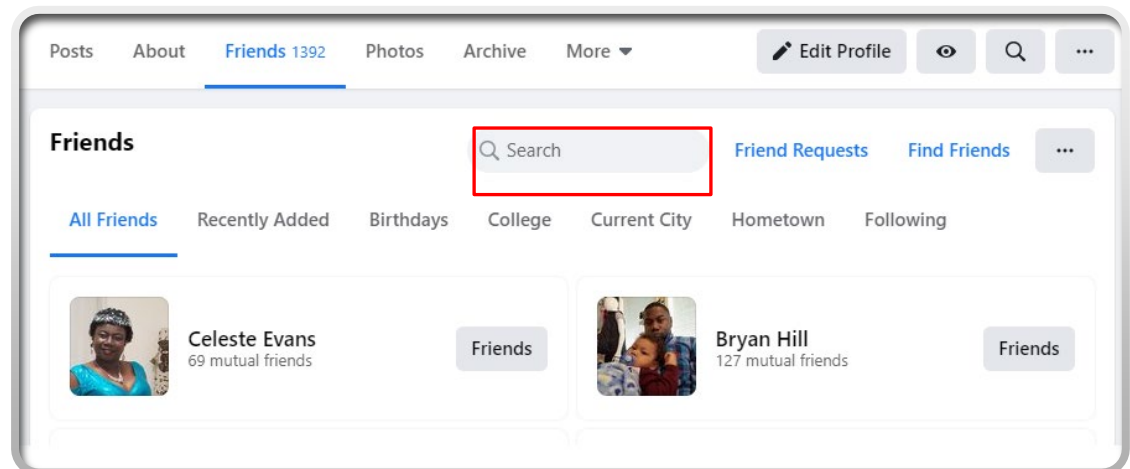 Posts About Friends 1392 Photos Archive More Edit Profile ...
Friends Search Friend Requests Find Friends ...
All Friends Recently Added Birthdays College Current City Hometown Following
Celeste Evans
69 mutual friends
Friends
Bryan Hill
127 mutual friends
Friends